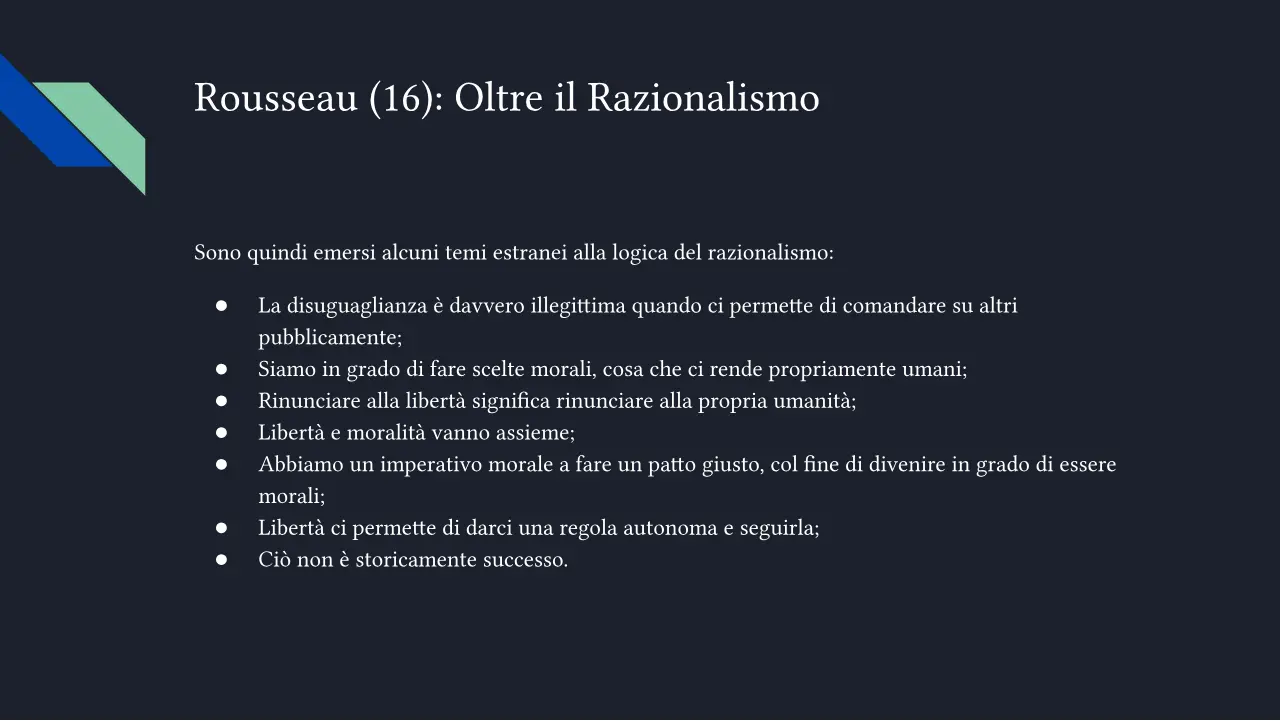 Rousseau (16): Oltre il Razionalismo
Sono quindi emersi alcuni temi estranei alla logica del razionalismo:
● La disuguaglianza è davvero illegittima quando ci permette di comandare su altri
pubblicamente;
● Siamo in grado di fare scelte morali, cosa che ci rende propriamente umani;
● Rinunciare alla libertà significa rinunciare alla propria umanità;
● Libertà e moralità vanno assieme;
● Abbiamo un imperativo morale a fare un patto giusto, col fine di divenire in grado di essere
morali;
● Libertà ci permette di darci una regola autonoma e seguirla;
● Ciò non è storicamente successo.